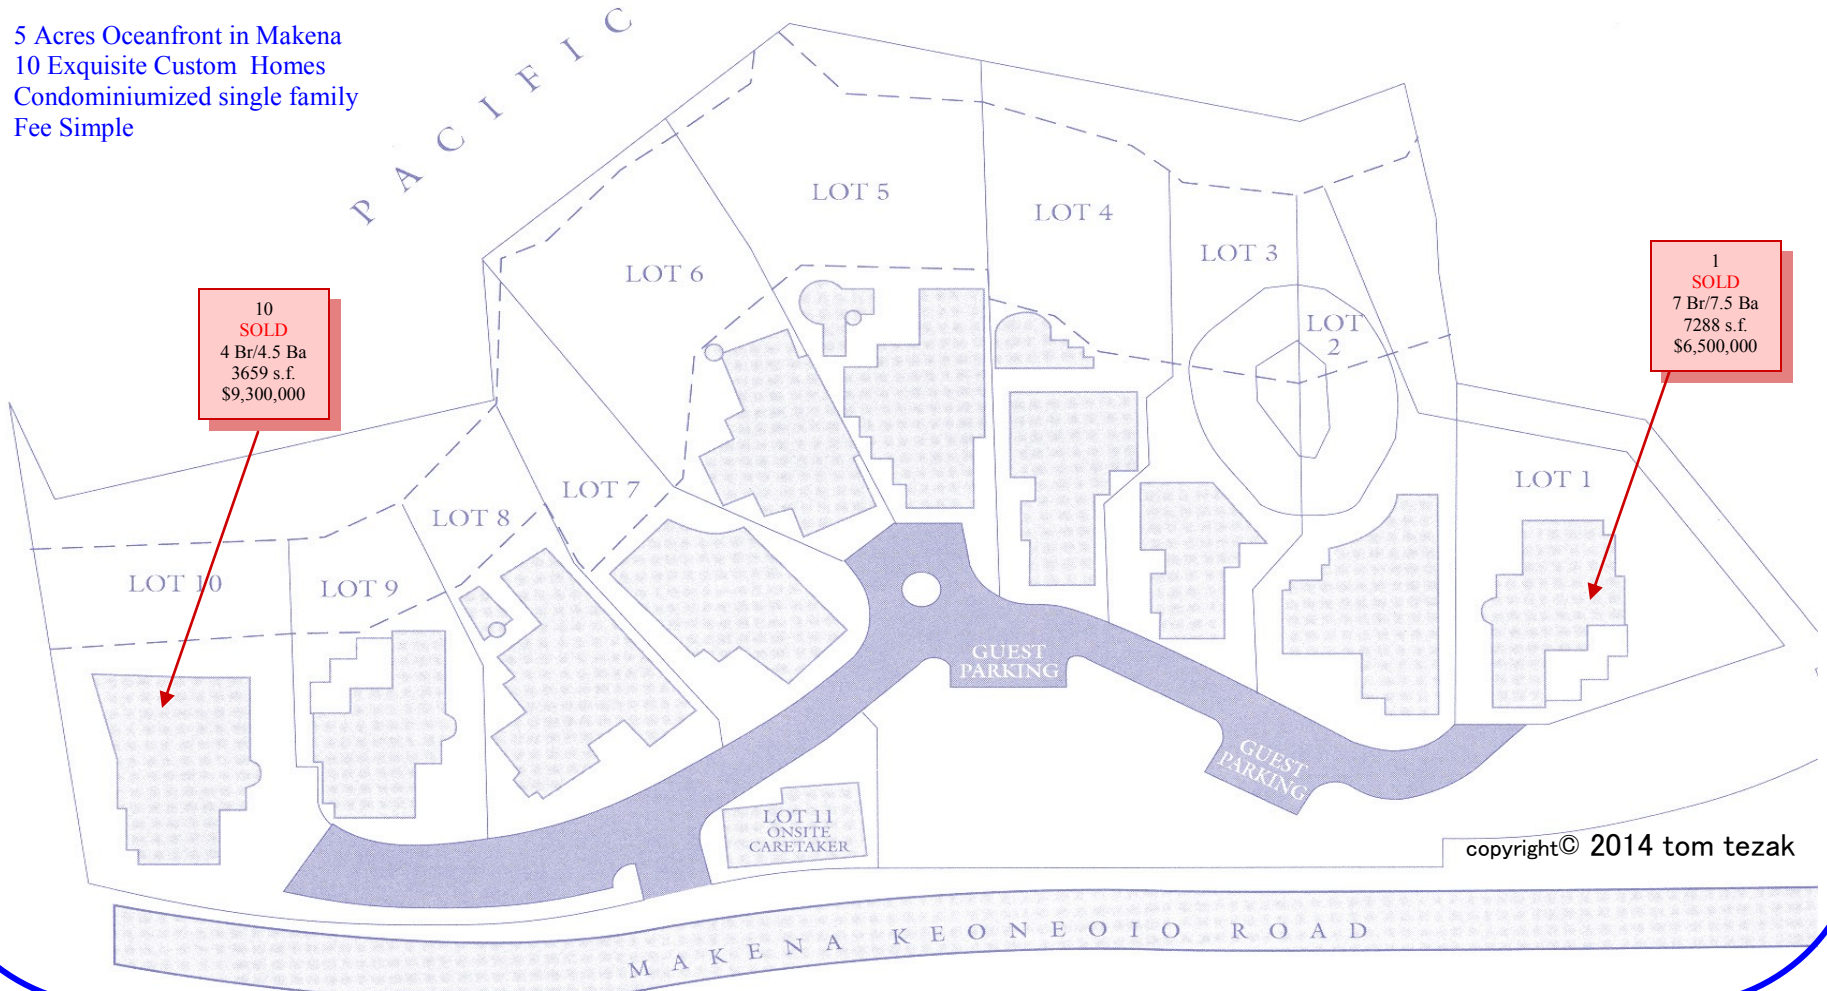 5 Acres Oceanfront in Makena
10 Exquisite Custom Homes
Condominiumized single family
Fee Simple
PACIFIC
LOT 5
LOT 4
LOT 3
LOT 6
LOT
2
10
SOLD
4 Br/4.5 Ba
3659 s.f.
$9,300,000
1
SOLD
7 Br/7.5 Ba
7288 s.f.
$6,500,000
LOT 1
LOT 7
LOT 8
LOT 9
LOT 10
GUEST
PARKING
GUEST
PARKING
LOT 11
ONSITE
CARETAKER
copyright© 2014 tom tezak
MAKENA KEONEOIO ROAD